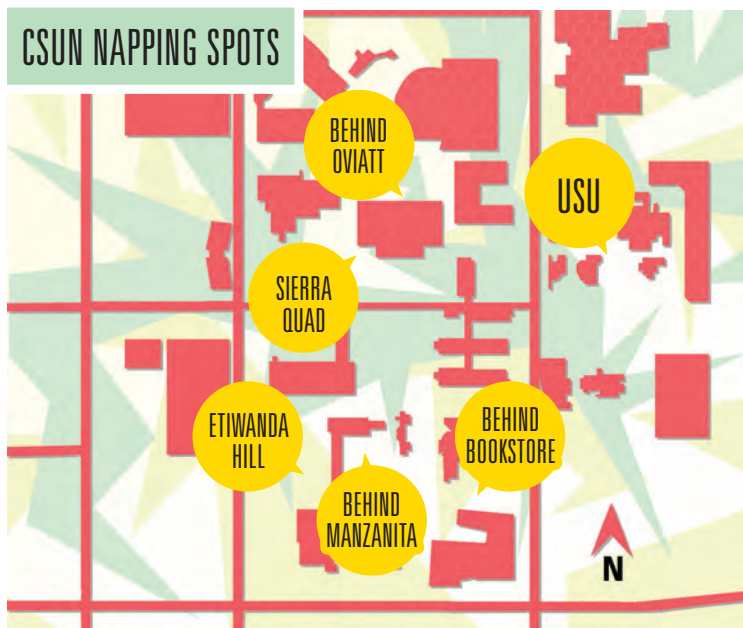 CSUN NAPPING SPOTS
BEHIND
OVIATT
USU
SIERRA
QUAD
ETIWANDA
HILL
BEHIND
BOOKSTORE
BEHIND
MANZANITA
N